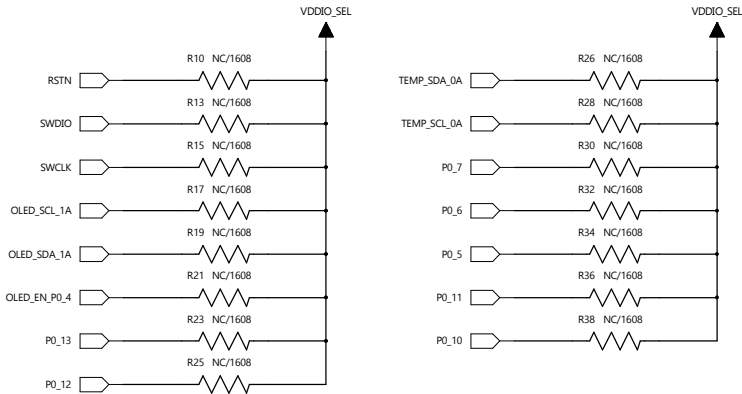 VDDIO_SEL
R10 NC/1608
RSTN
R13 NC/1608
SWDIO
R15 NC/1608
SWCLK
R17 NC/1608
OLED_SCL_1A
R19 NC/1608
OLED_SDA_1A
R21 NC/1608
OLED_EN_P0_4
R23 NC/1608
P0_13
R25 NC/1608
P0_12
VDDIO_SEL
R26 NC/1608
TEMP_SDA_0A
R28 NC/1608
TEMP_SCL_0A
R30 NC/1608
P0_7
R32 NC/1608
P0_6
R34 NC/1608
P0_5
R36 NC/1608
P0_11
R38 NC/1608
P0_10